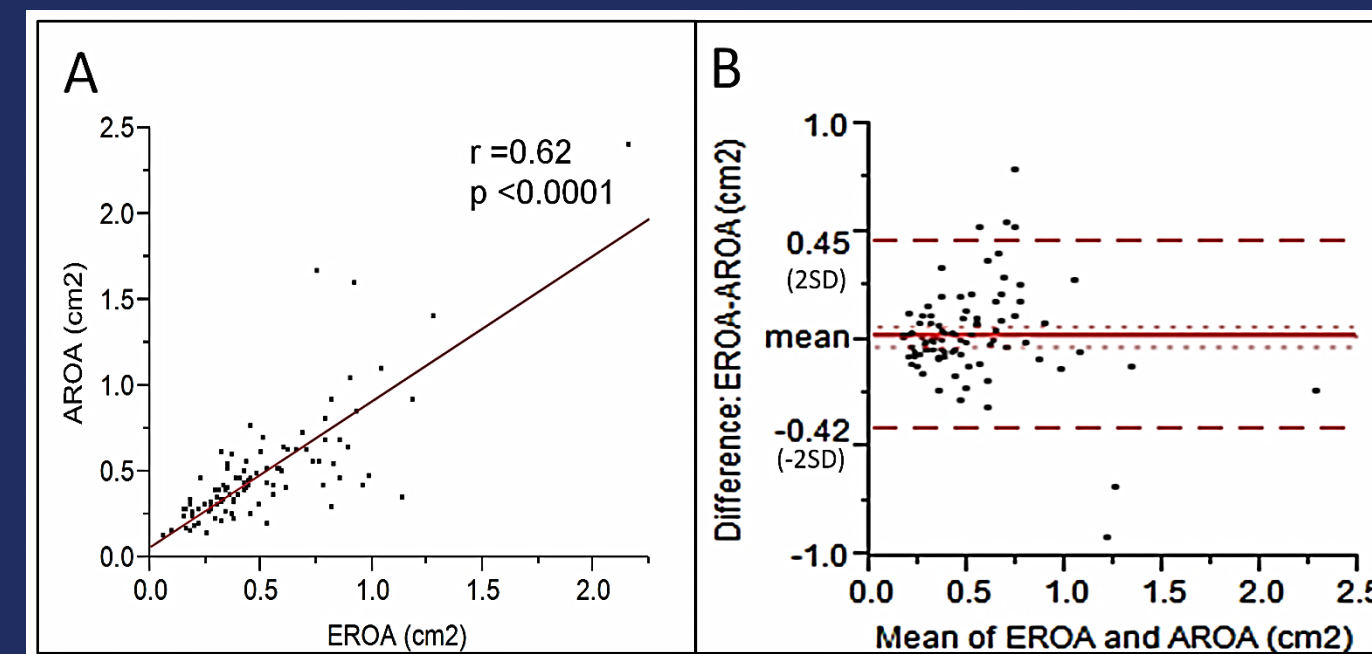 A
2.5
2.0
1.5
1.0
0.5
0.0
AROA (cm2)
r =0.62
p <0.0001
0.0 0.5 1.0 1.5 2.0
EROA (cm2)
B
1.0
0.45
(2SD)
mean
-0.42
(-2SD)
-1.0
Difference: EROA-AROA (cm2)
0.0 0.5 1.0 1.5 2.0 2.5
Mean of EROA and AROA (cm2)